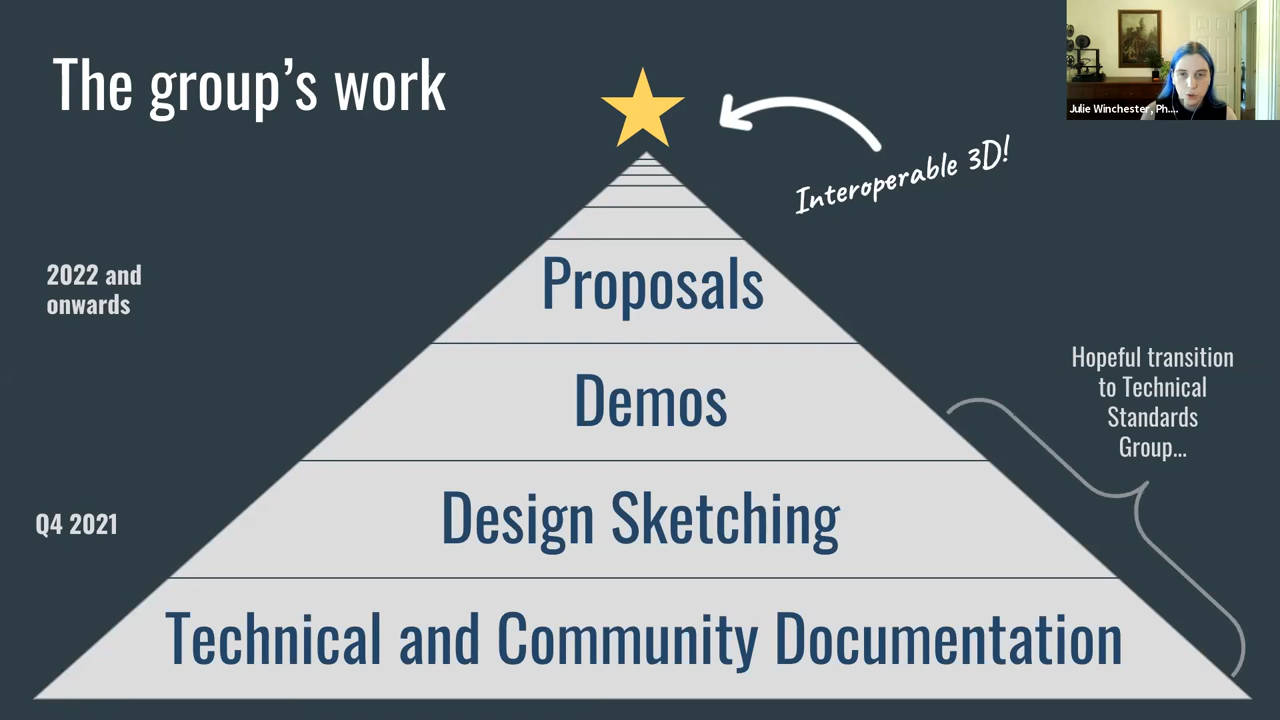 The group’s work
Julie Winchester, Ph....
Interoperable 3D!
2022 and
onwards
Proposals
Hopeful transition
to Technical
Standards
Group...
Demos
Q4 2021
Design Sketching
Technical and Community Documentation